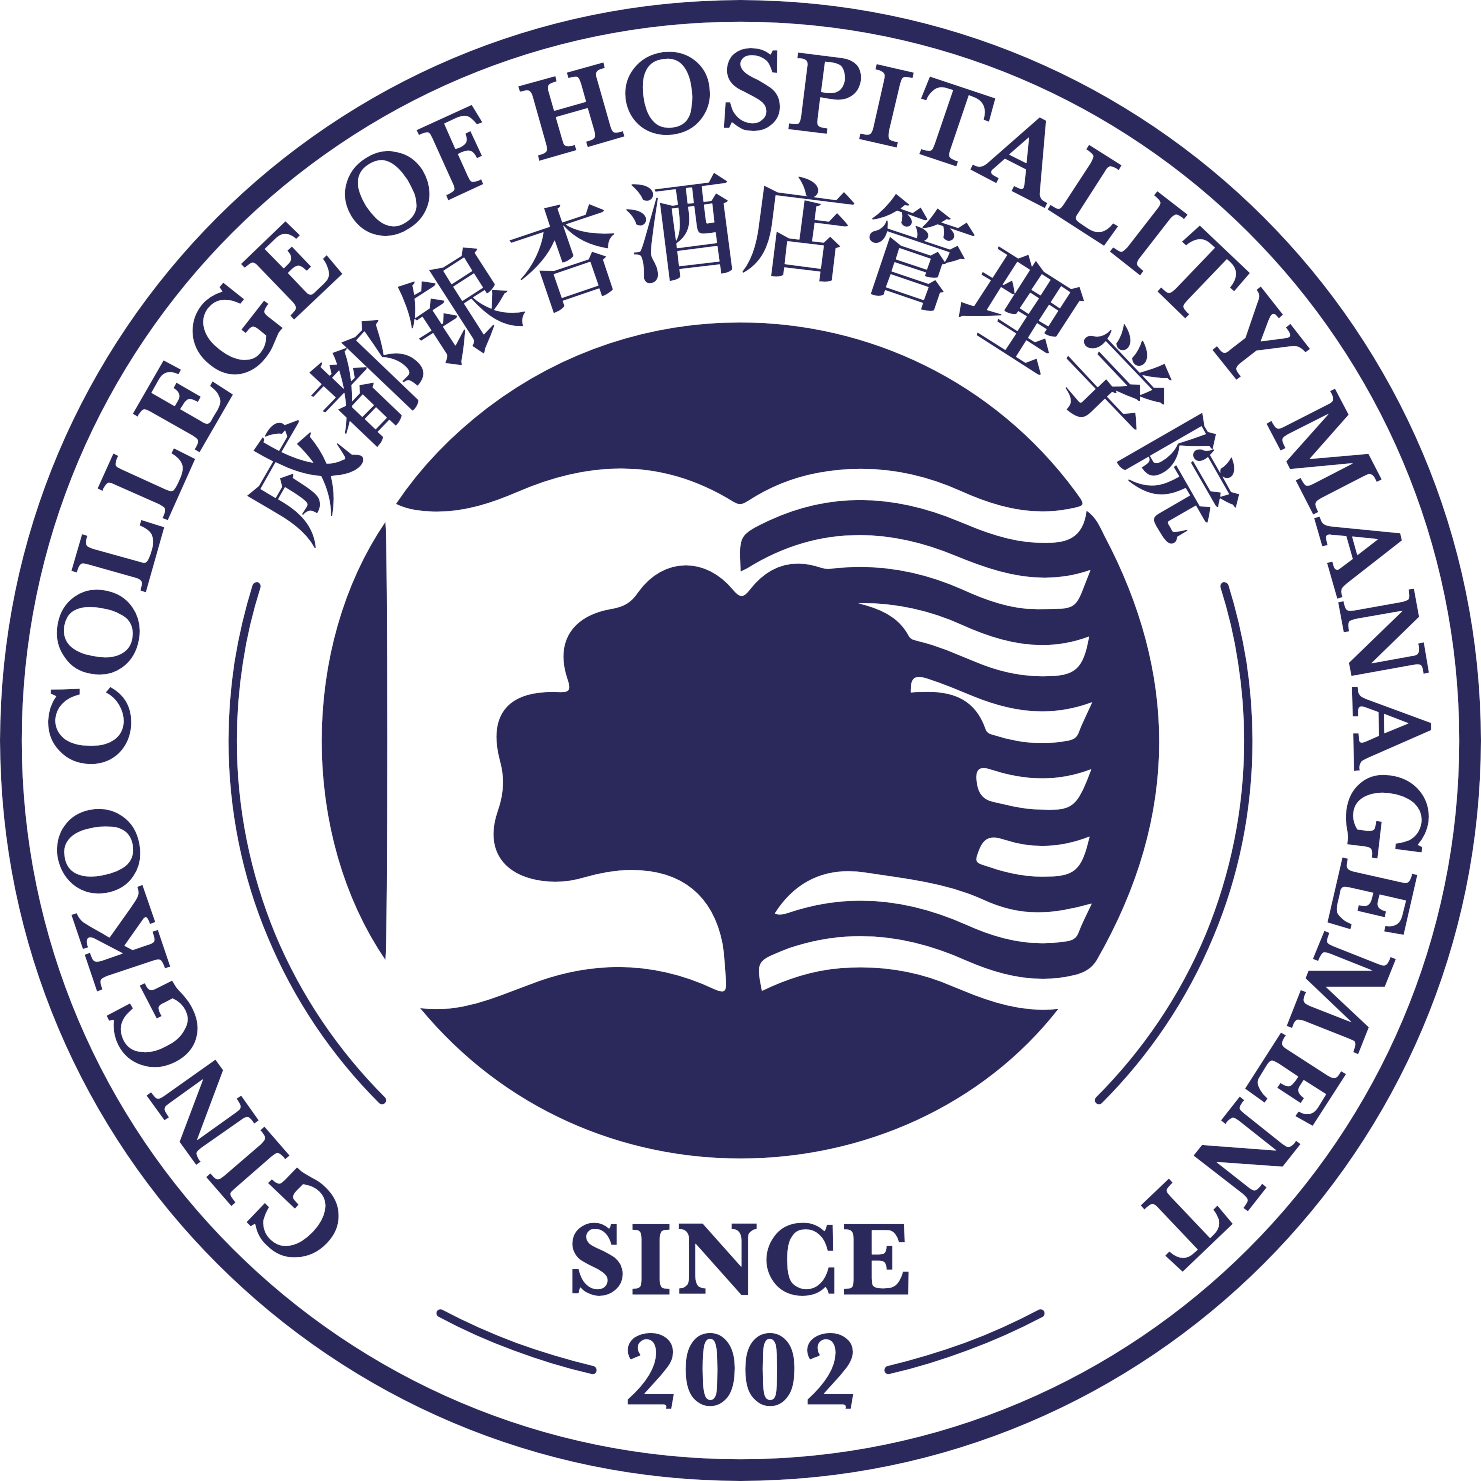 GINGKO COLLEGE OF HOSPITALITY MANAGEMENT
成都银杏酒店管理学院
SINCE
2002